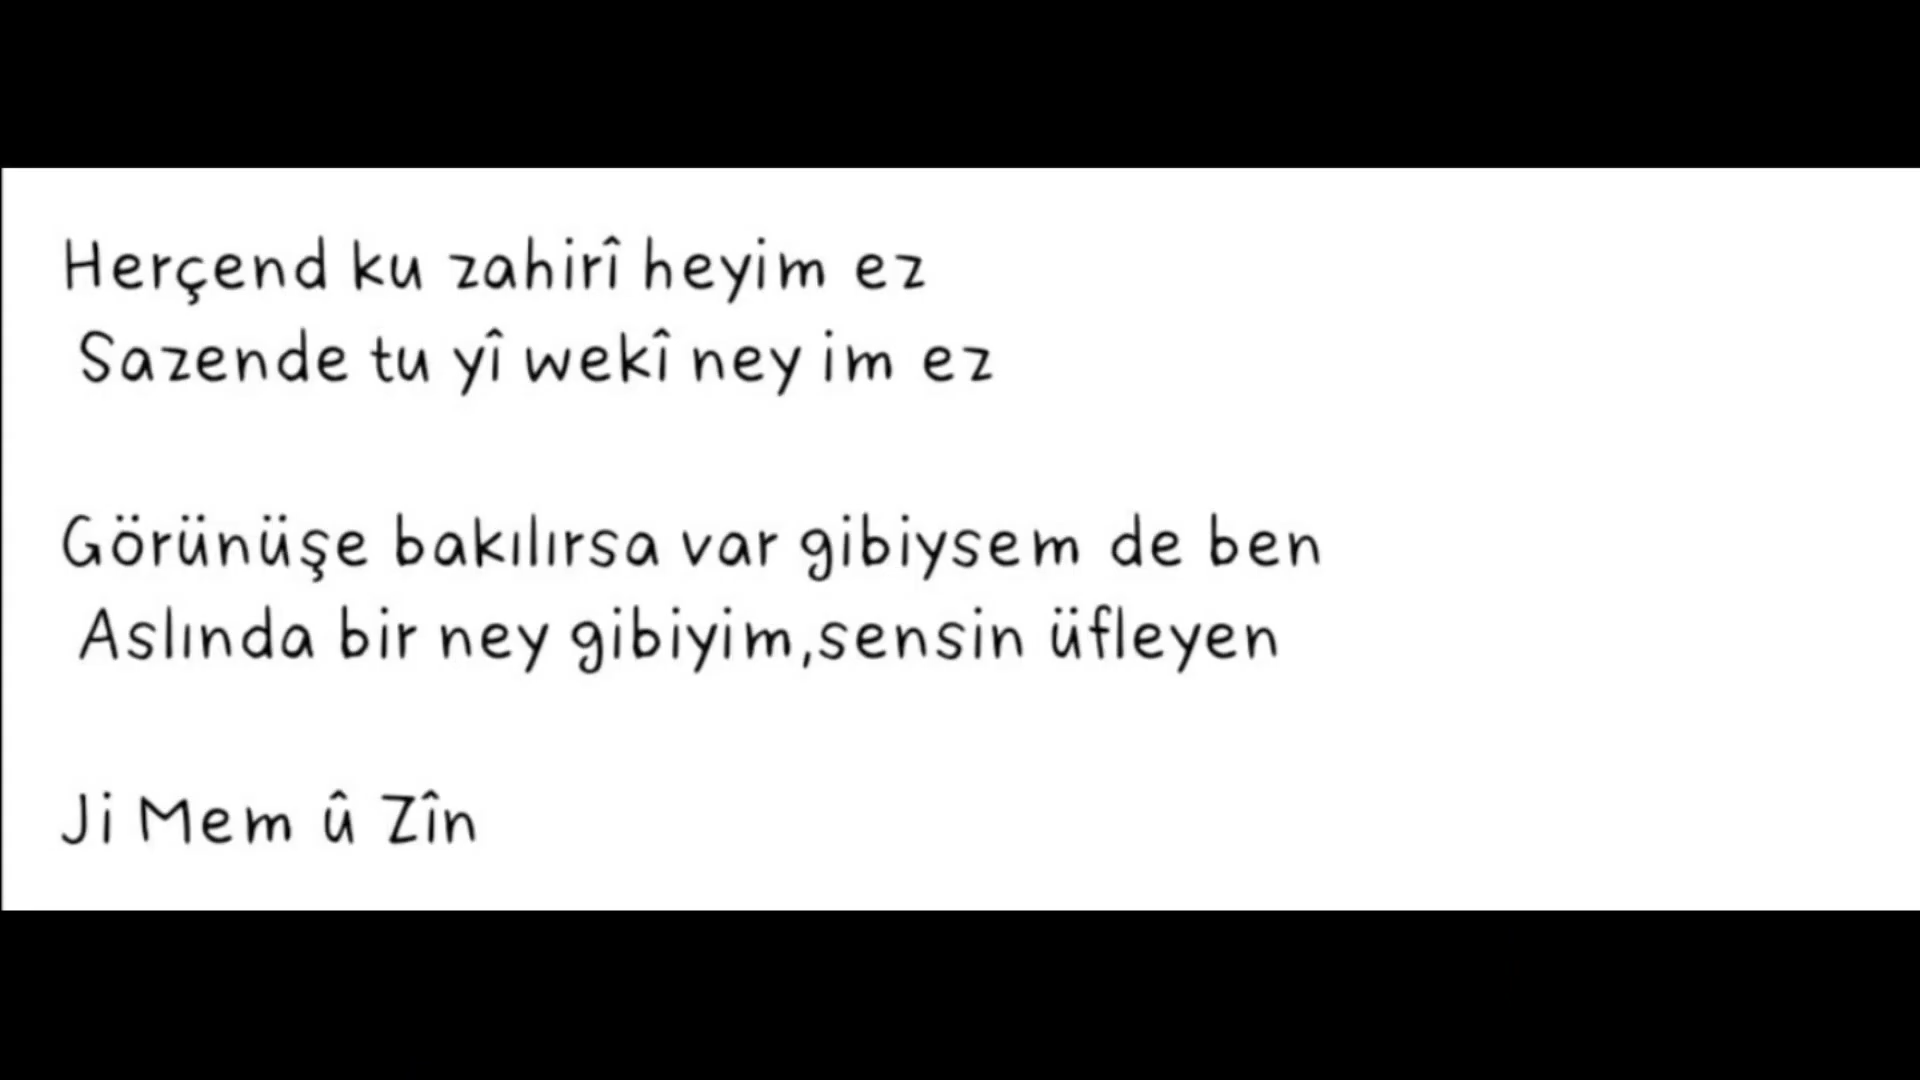 Herçend ku zahirî heyim ez
Sazende tu yî wekî ney im ez
Görünüşe bakılırsa var gibiysem de ben
Aslında bir ney gibiyim,sensin üfleyen
Ji Mem û Zîn